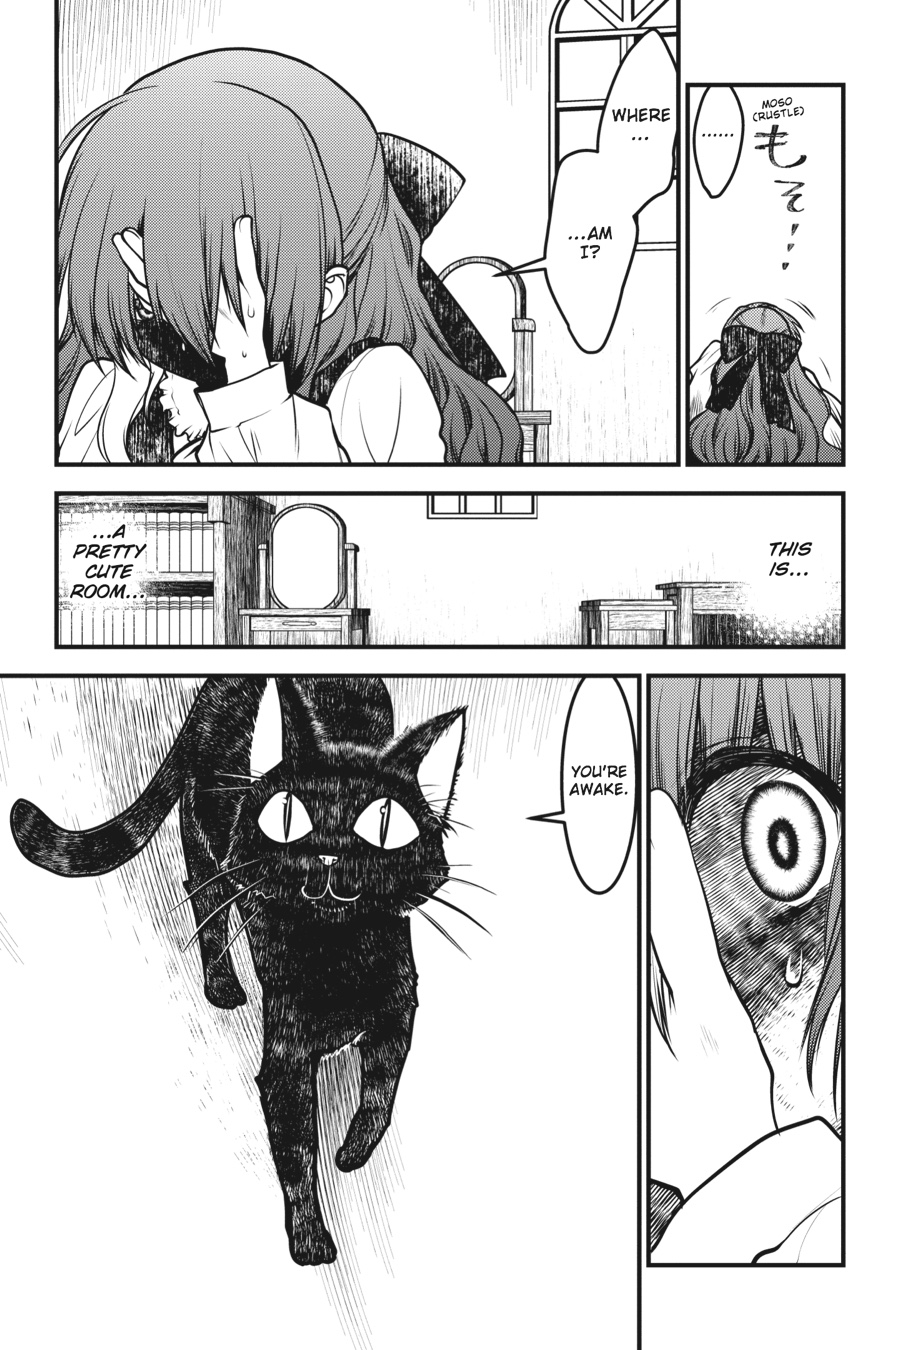 MOSO
(RUSTLE)
もそ・・・
......
WHERE
...
...AM
I?
THIS
IS...
...A
PRETTY
CUTE
ROOM...
YOU'RE
AWAKE.